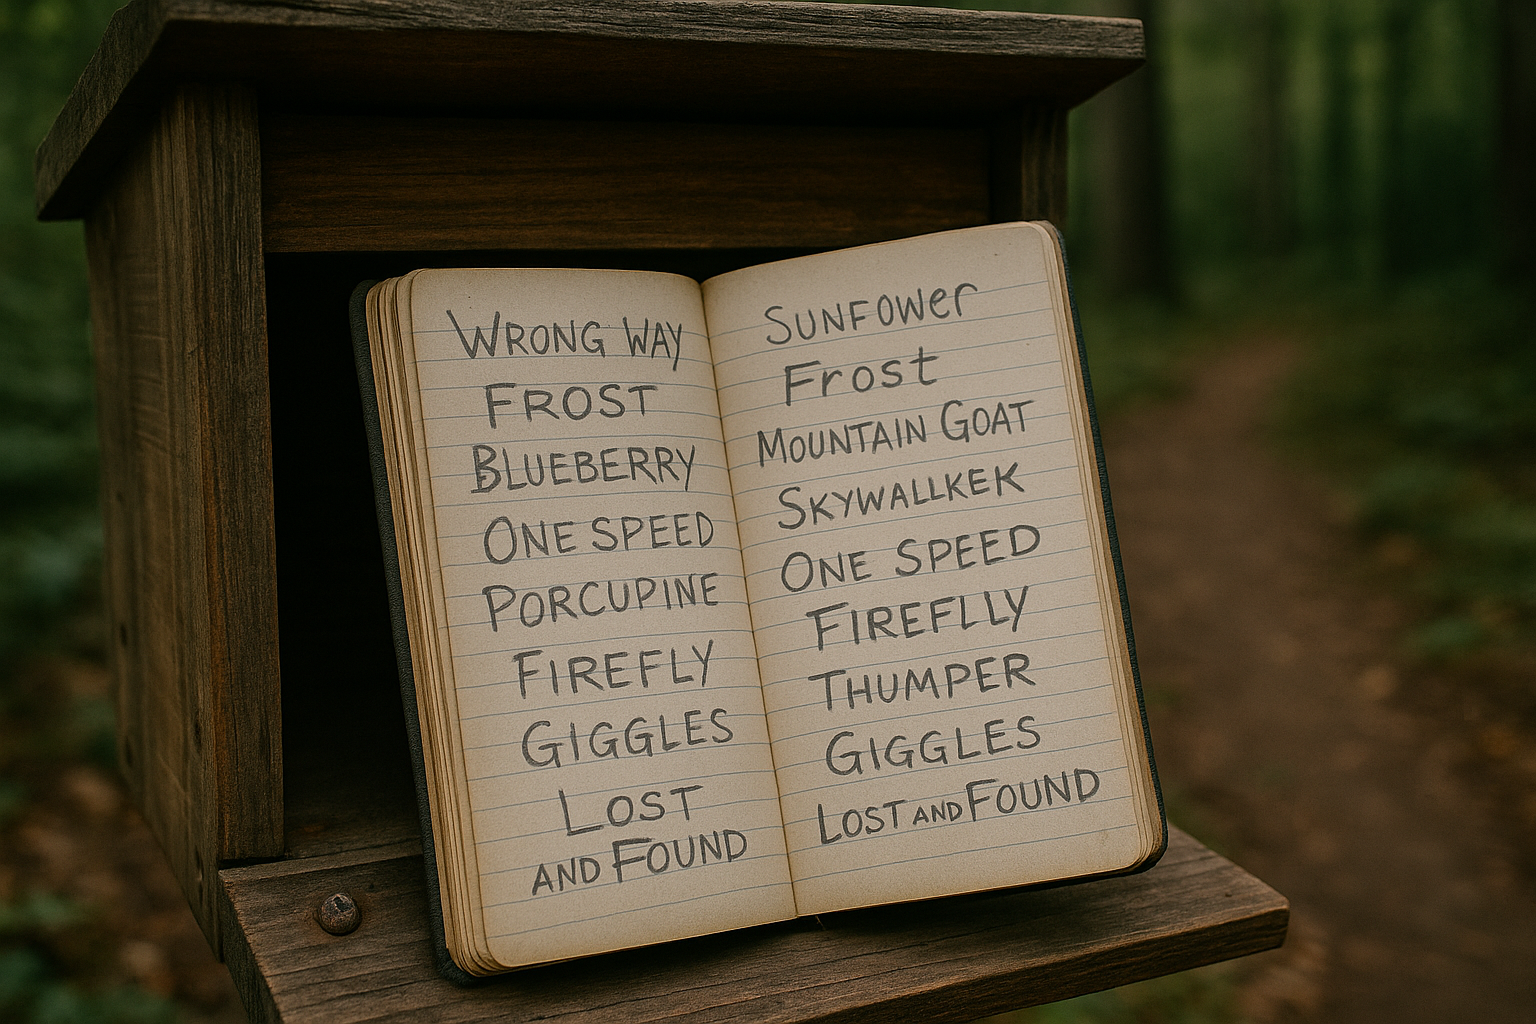 WRONG WAY
FROST
BLUEBERRY
ONE SPEED
PORCUPINE
FIREFLY
GIGGLES
LOST
AND FOUND
SUNFOWer
Frost
MOUNTAIN GOAT
SKYWALLKEK
ONE SPEED
FIREFLLY
THUMPER
GIGGLES
LOST AND FOUND